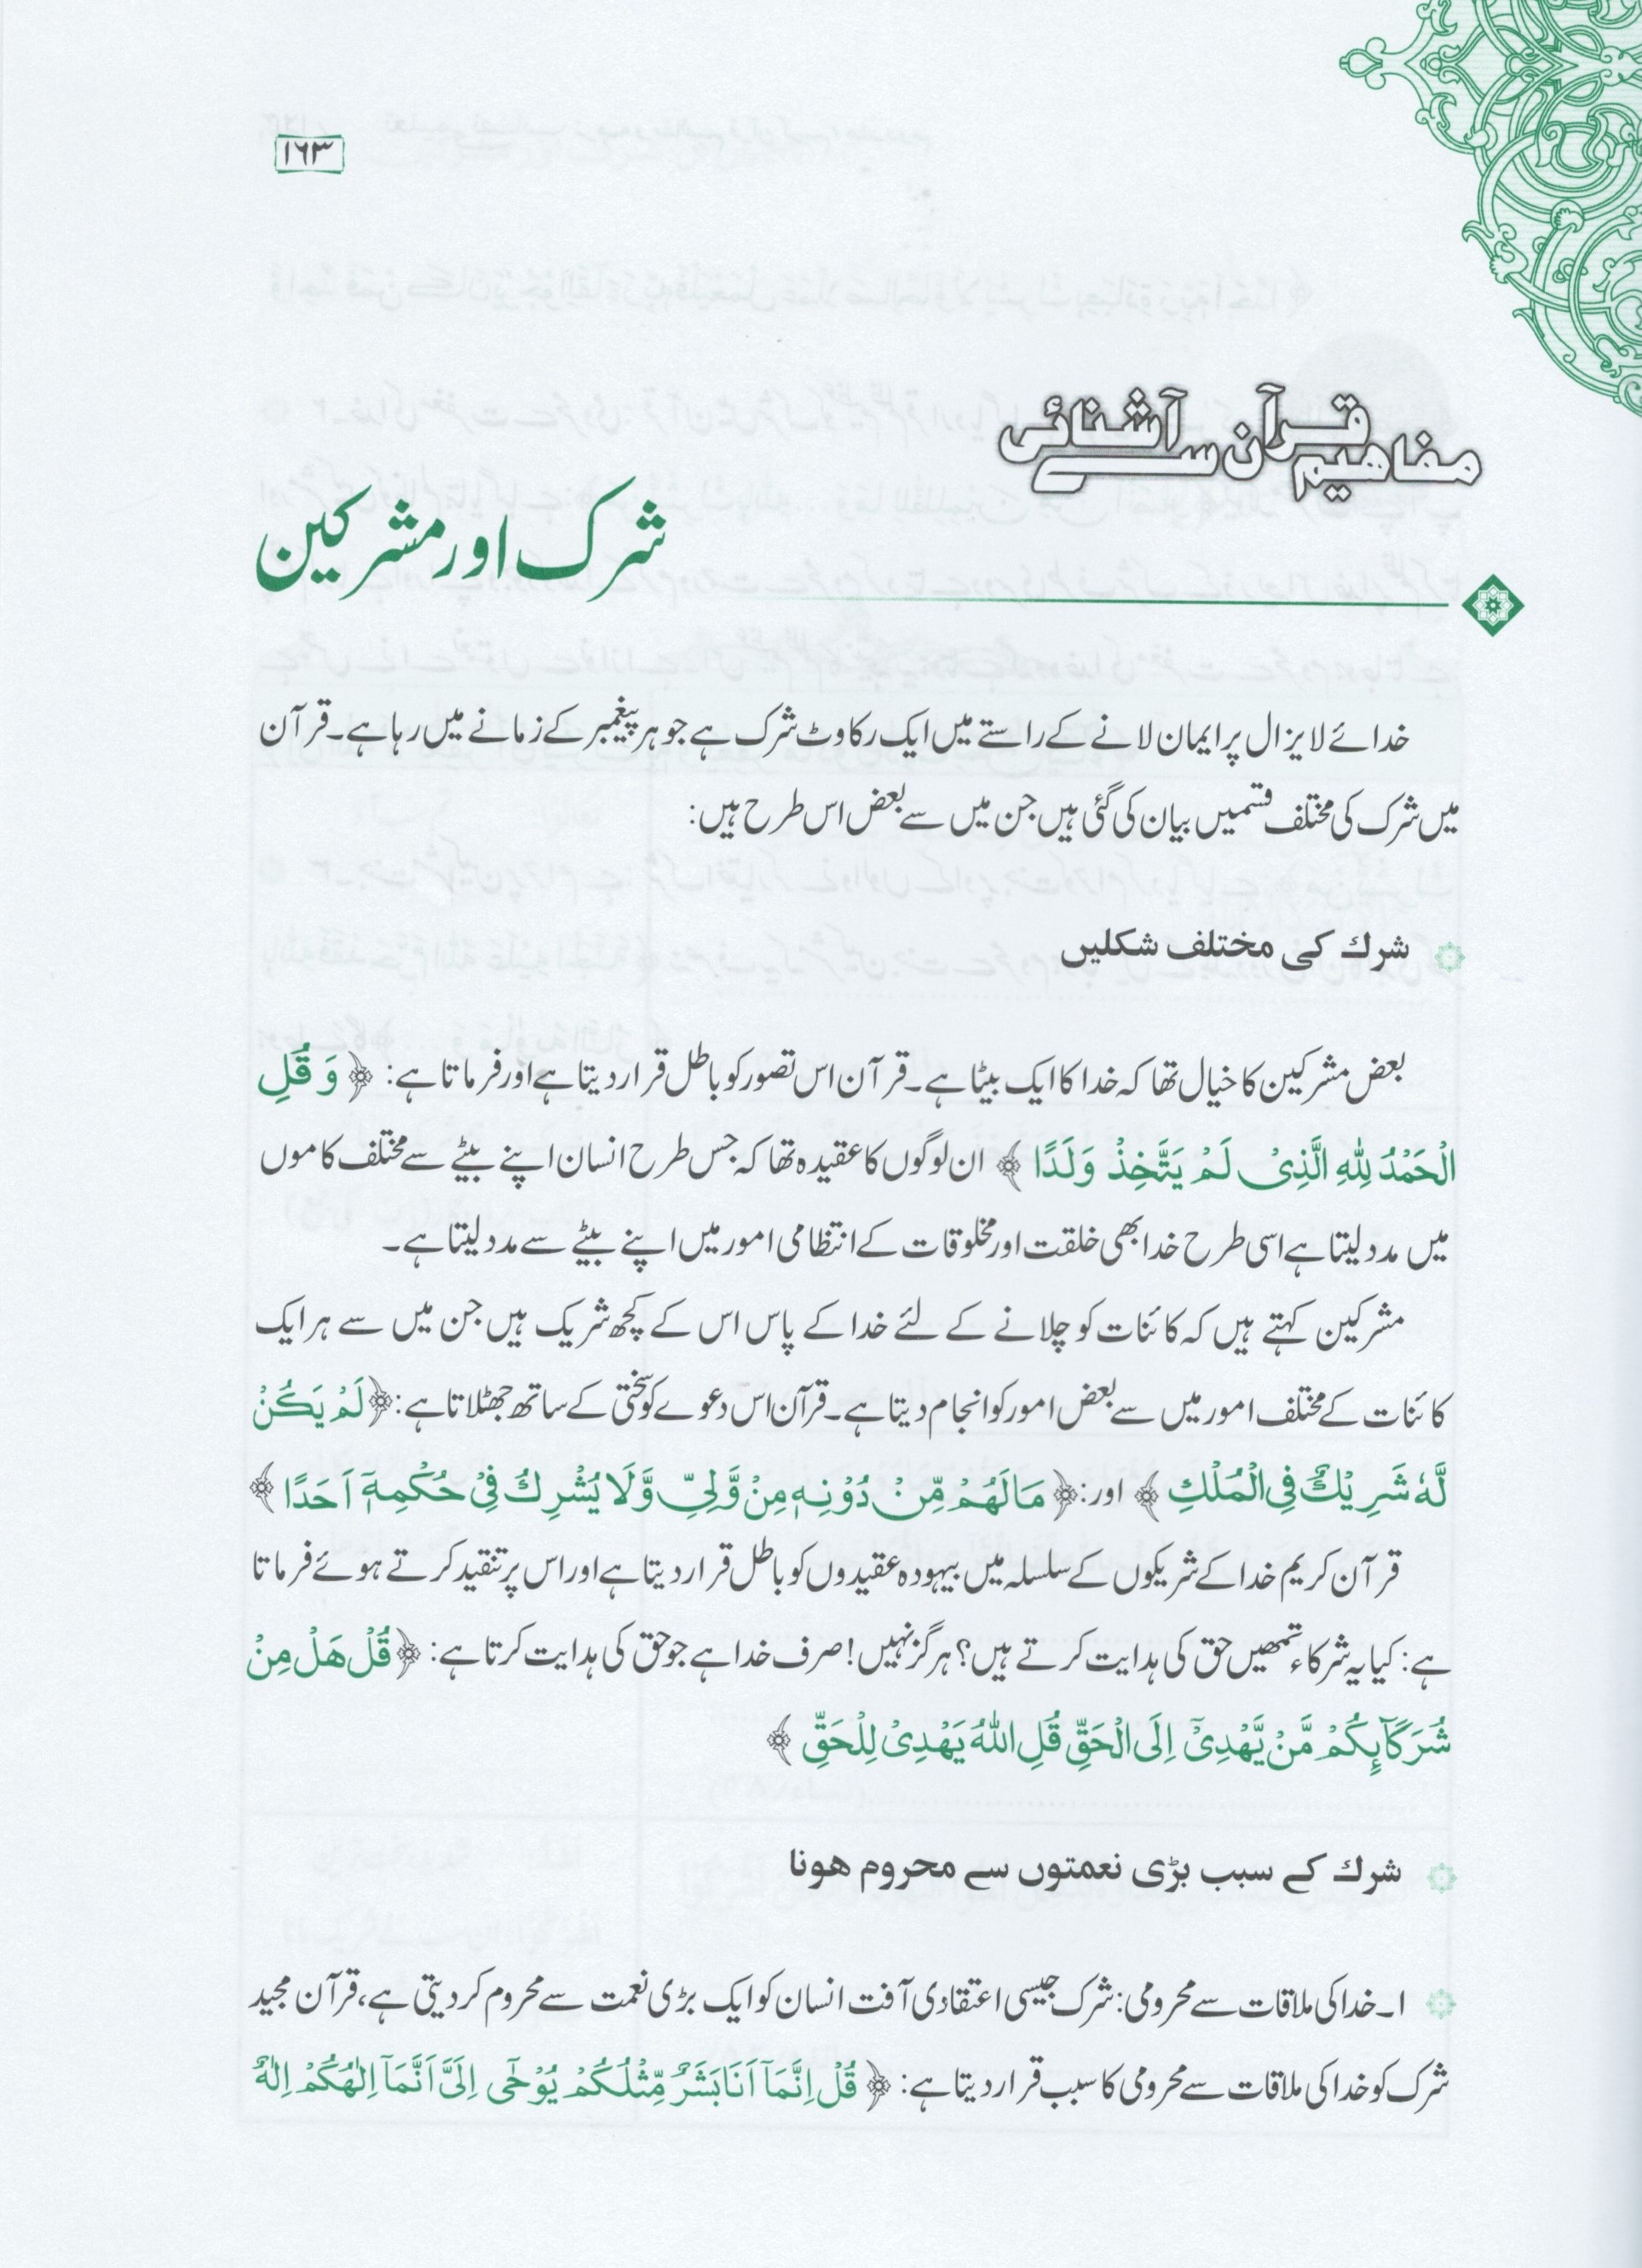 ۱۶۳
مفاهیم قرآن سے آشنائی
شرک اور مشرکین
خدائے لایزال پر ایمان لانے کے راستے میں ایک رکاوٹ شرک ہے جو ہر پیغمبر کے زمانے میں رہا ہے۔ قرآن
میں شرک کی مختلف قسمیں بیان کی گئی ہیں جن میں سے بعض اس طرح ہیں:
شرک کی مختلف شکلیں
بعض مشرکین کا خیال تھا کہ خدا کا ایک بیٹا ہے۔ قرآن اس تصور کو باطل قرار دیتا ہے اور فرماتا ہے: ﴿وَ قُلِ
الْحَمْدُ لِلّٰهِ الَّذِیْ لَمْ یَتَّخِذْ وَلَدًا﴾ ان لوگوں کا عقیدہ تھا کہ جس طرح انسان اپنے بیٹے سے مختلف کاموں
میں مدد لیتا ہے اسی طرح خدا بھی خلقت اور مخلوقات کے انتظامی امور میں اپنے بیٹے سے مدد لیتا ہے۔
مشرکین کہتے ہیں کہ کائنات کو چلانے کے لئے خدا کے پاس اس کے کچھ شریک ہیں جن میں سے ہر ایک
کائنات کے مختلف امور میں سے بعض امور کو انجام دیتا ہے۔ قرآن اس دعوے کو سختی کے ساتھ جھٹلاتا ہے: ﴿لَمْ یَكُنْ
لَّهٗ شَرِیْكٌ فِی الْمُلْكِ﴾ اور: ﴿مَا لَهُمْ مِّنْ دُوْنِهٖ مِنْ وَّلِیٍّ وَّلَا یُشْرِكُ فِیْ حُكْمِهٖۤ اَحَدًا﴾
قرآن کریم خدا کے شریکوں کے سلسلہ میں بیہودہ عقیدوں کو باطل قرار دیتا ہے اور اس پر تنقید کرتے ہوئے فرماتا
ہے: کیا یہ شرکاء تمھیں حق کی ہدایت کرتے ہیں؟ ہرگز نہیں! صرف خدا ہے جو حق کی ہدایت کرتا ہے: ﴿قُلْ هَلْ مِنْ
شُرَكَآىِٕكُمْ مَّنْ یَّهْدِیْۤ اِلَی الْحَقِّ قُلِ اللّٰهُ یَهْدِیْ لِلْحَقِّ﴾
شرک کے سبب بڑی نعمتوں سے محروم هونا
۱۔ خدا کی ملاقات سے محرومی: شرک جیسی اعتقادی آفت انسان کو ایک بڑی نعمت سے محروم کر دیتی ہے، قرآن مجید
شرک کو خدا کی ملاقات سے محرومی کا سبب قرار دیتا ہے: ﴿قُلْ اِنَّمَاۤ اَنَا بَشَرٌ مِّثْلُكُمْ یُوْحٰۤی اِلَیَّ اَنَّمَاۤ اِلٰهُكُمْ اِلٰهٌ